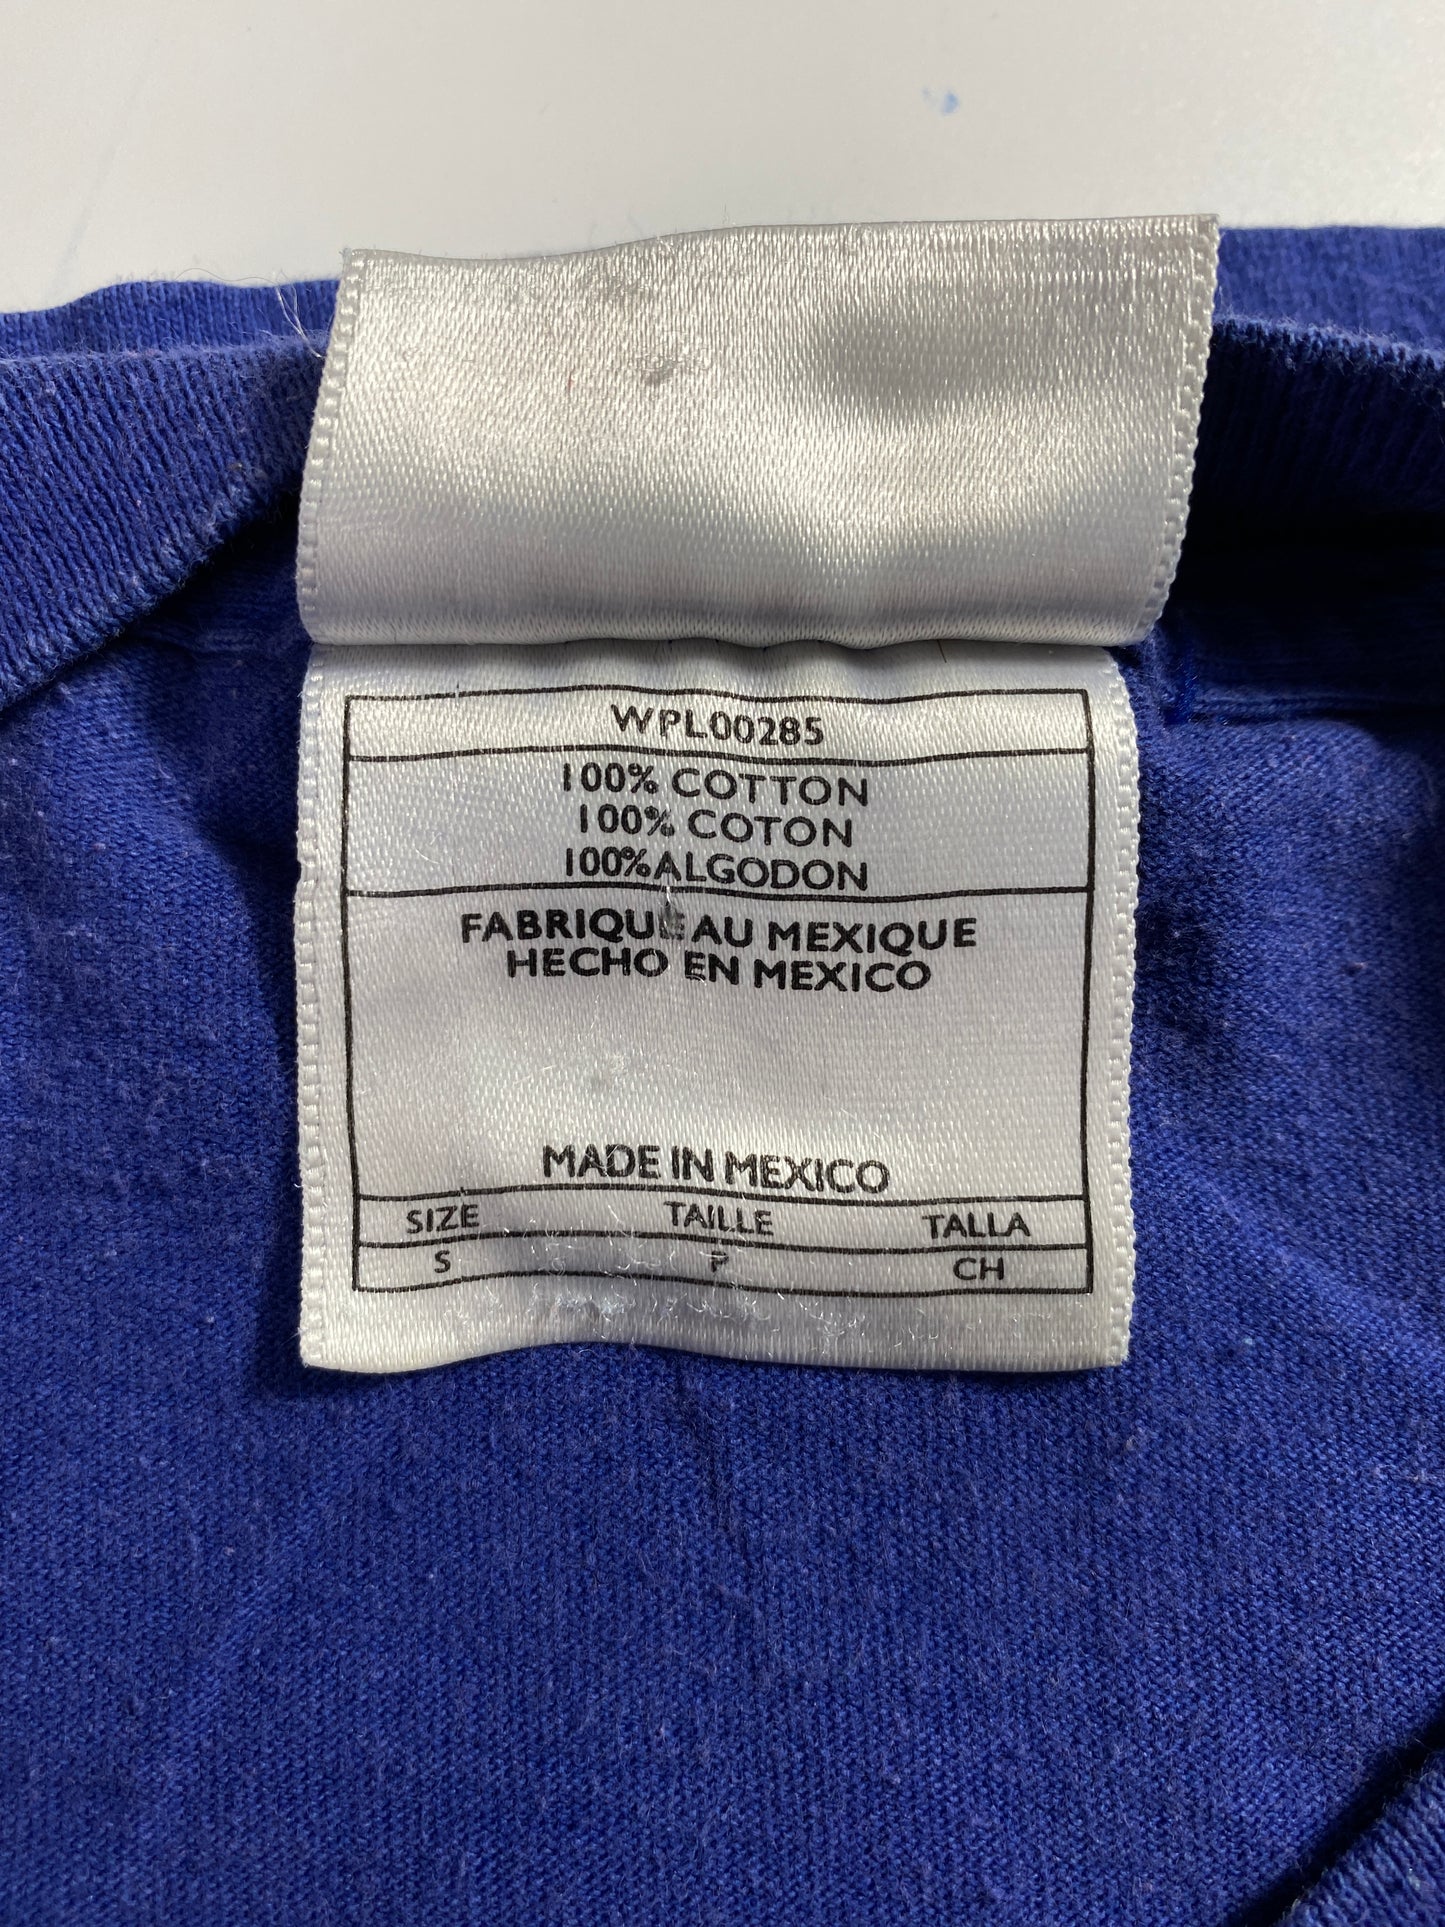 WPL00285
100% COTTON
100% COTON
100% ALGODON
FABRIQUE AU MEXIQUE
HECHO EN MEXICO
MADE IN MEXICO
SIZE TAILLE TALLA
S P CH